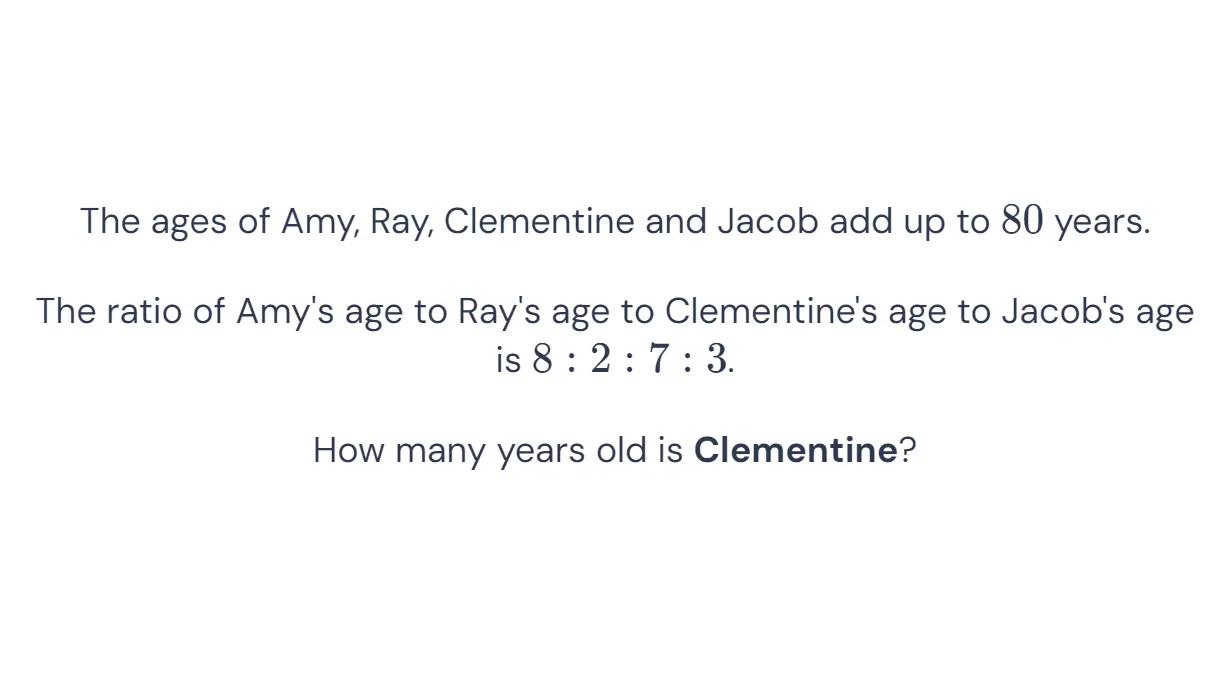 The ages of Amy, Ray, Clementine and Jacob add up to 80 years.
The ratio of Amy's age to Ray's age to Clementine's age to Jacob's age
is 8 : 2 : 7 : 3.
How many years old is Clementine?